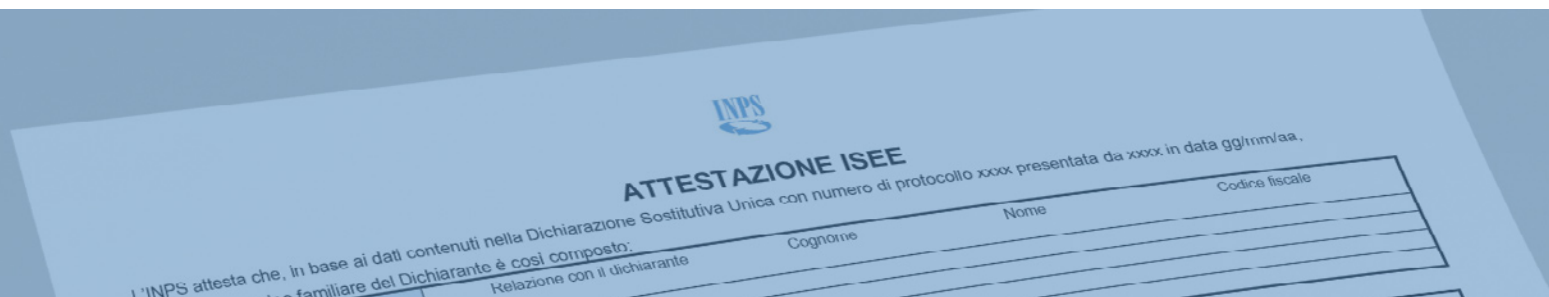 INPS
ATTESTAZIONE ISEE
L'INPS attesta che, in base ai dati contenuti nella Dichiarazione Sostitutiva Unica con numero di protocollo xxxx presentata da xxxx in data gg/mm/aa,
familiare del Dichiarante è così composto:
Relazione con il dichiarante Cognome Nome Codice fiscale